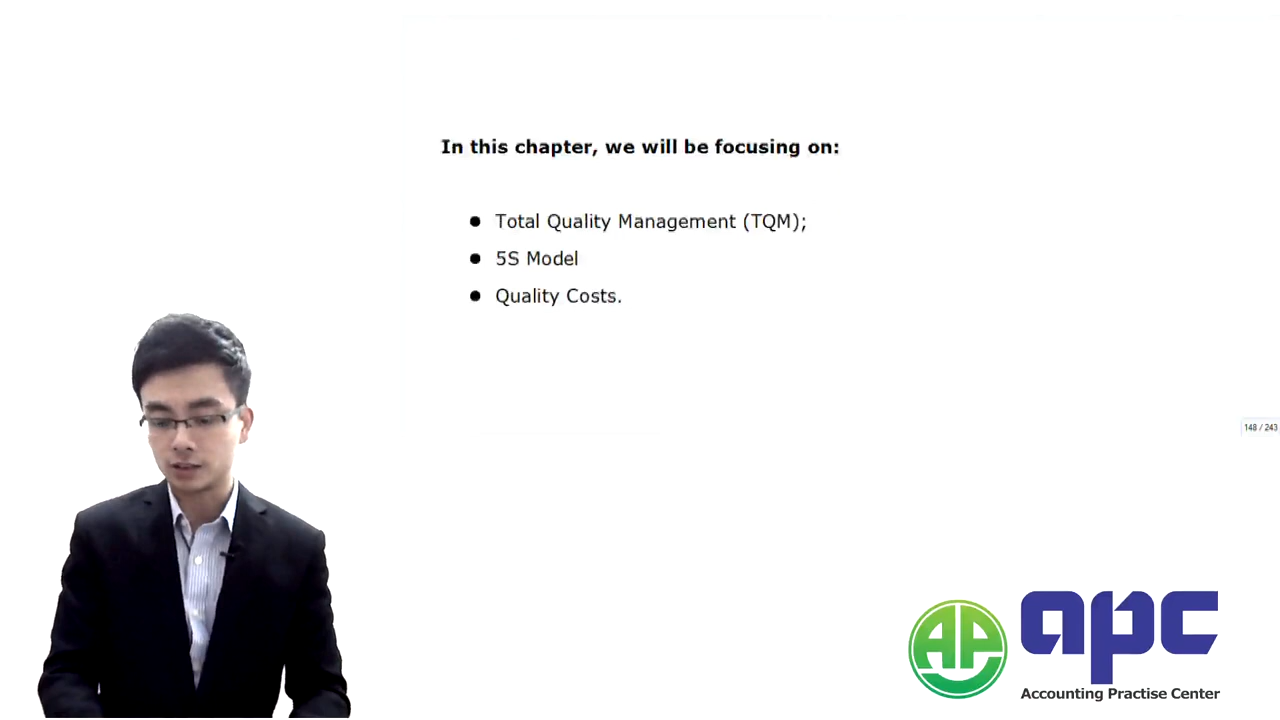 In this chapter, we will be focusing on:
● Total Quality Management (TQM);
● 5S Model
● Quality Costs.
148 / 243
AP
apc
Accounting Practise Center